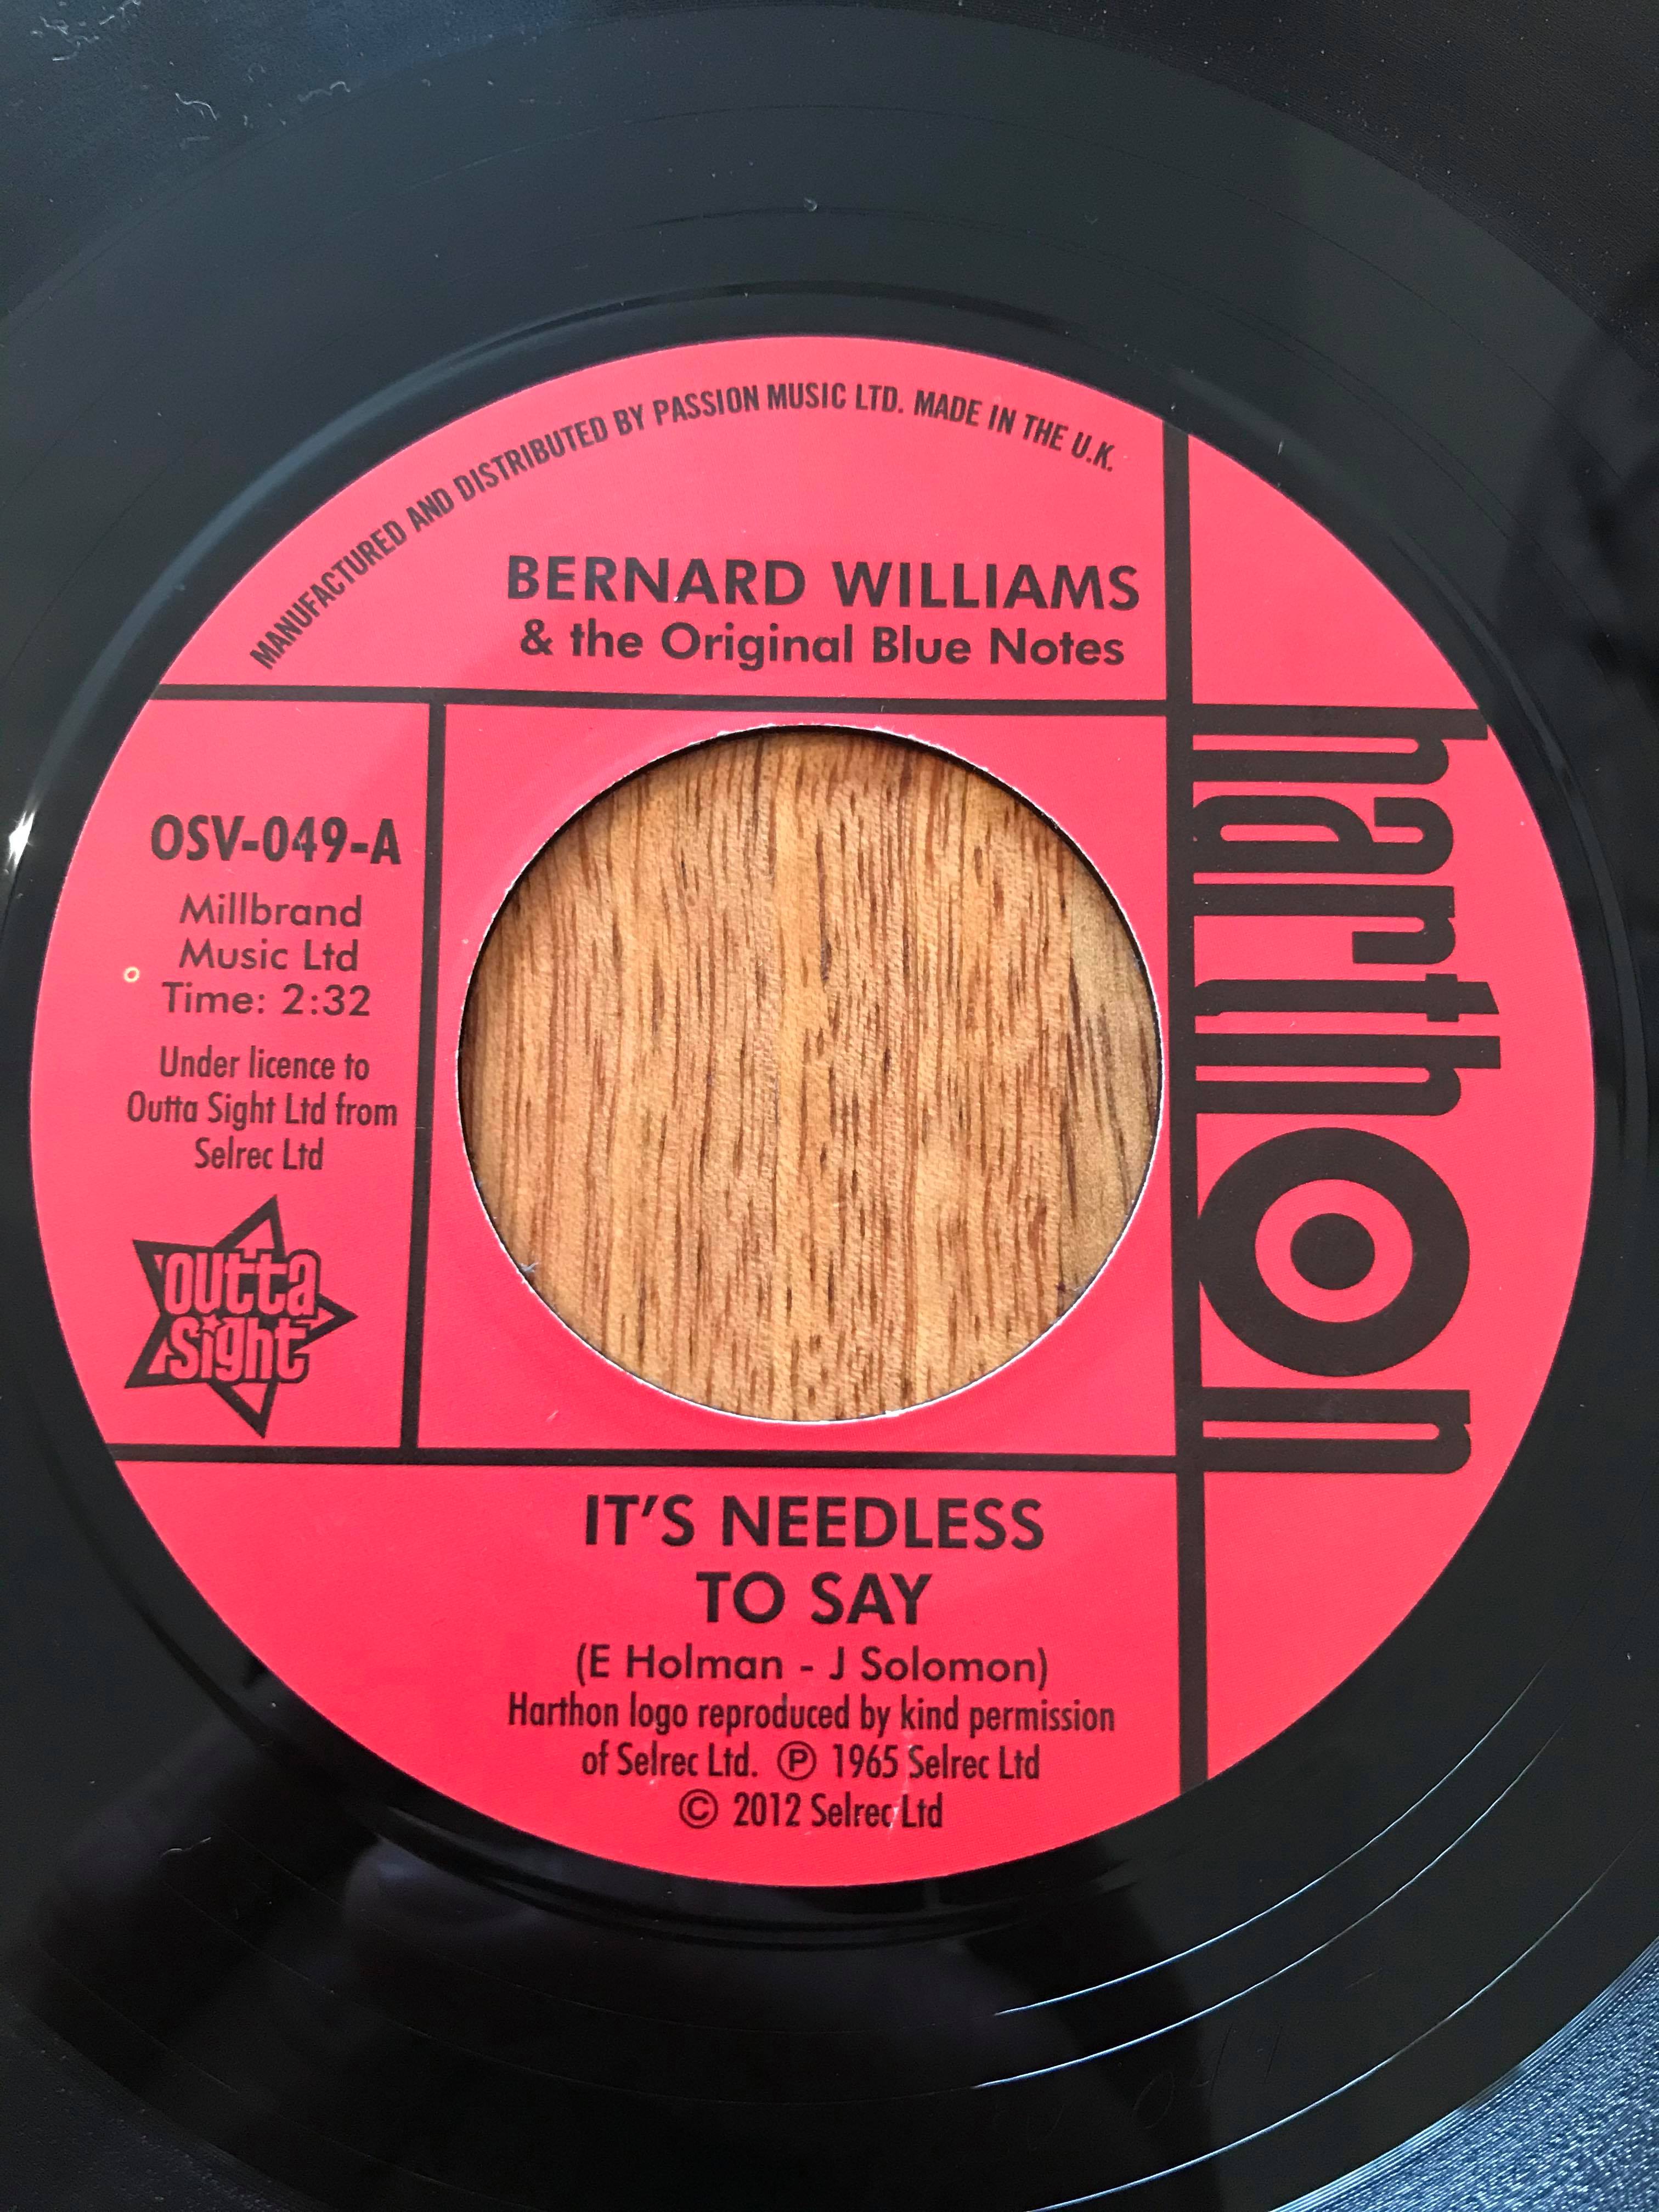 MANUFACTURED AND DISTRIBUTED BY PASSION MUSIC LTD. MADE IN THE U.K.
BERNARD WILLIAMS
& the Original Blue Notes
harthon
OSV-049-A
Millbrand
Music Ltd
Time: 2:32
Under licence to
Outta Sight Ltd from
Selrec Ltd
'outta
sight
IT'S NEEDLESS
TO SAY
(E Holman - J Solomon)
Harthon logo reproduced by kind permission
of Selrec Ltd. ℗ 1965 Selrec Ltd
© 2012 Selrec Ltd